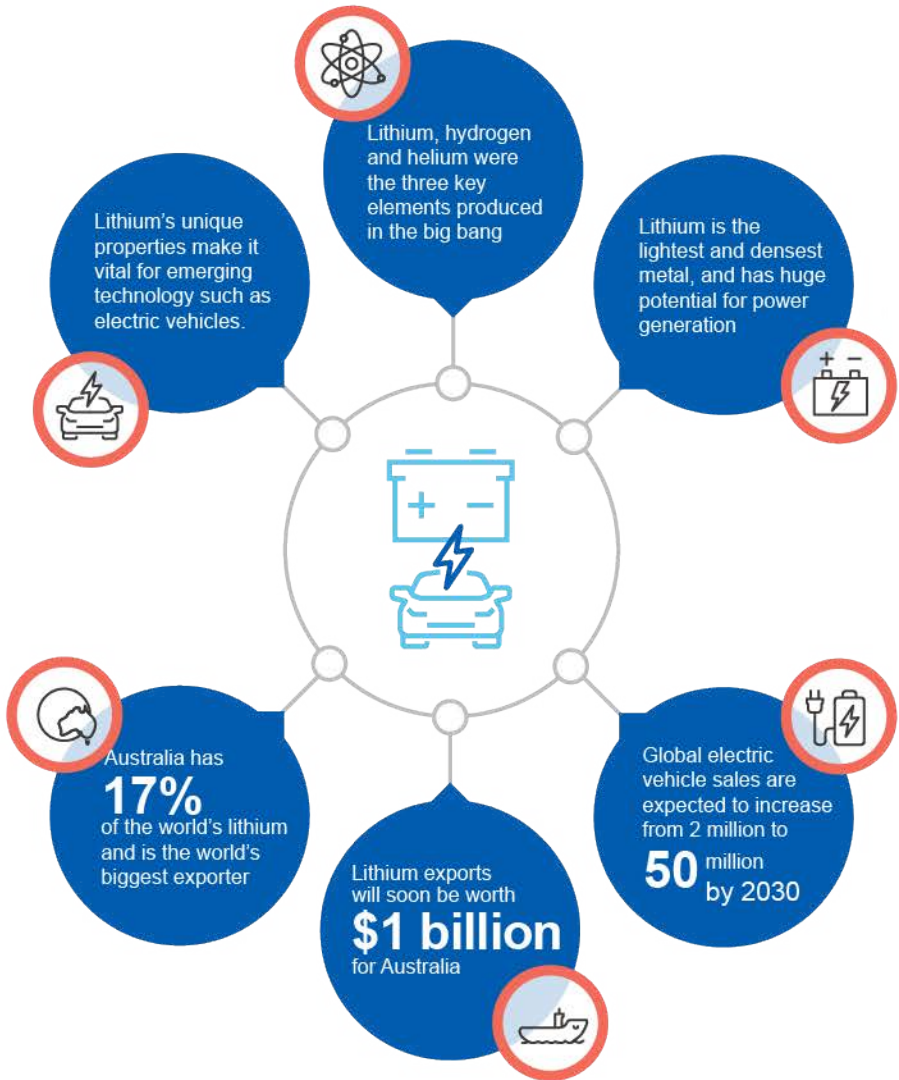 Lithium, hydrogen
and helium were
the three key
elements produced
in the big bang
Lithium's unique
properties make it
vital for emerging
technology such as
electric vehicles.
Lithium is the
lightest and densest
metal, and has huge
potential for power
generation
Australia has
17%
of the world's lithium
and is the world's
biggest exporter
Lithium exports
will soon be worth
$1 billion
for Australia
Global electric
vehicle sales are
expected to increase
from 2 million to
50 million
by 2030